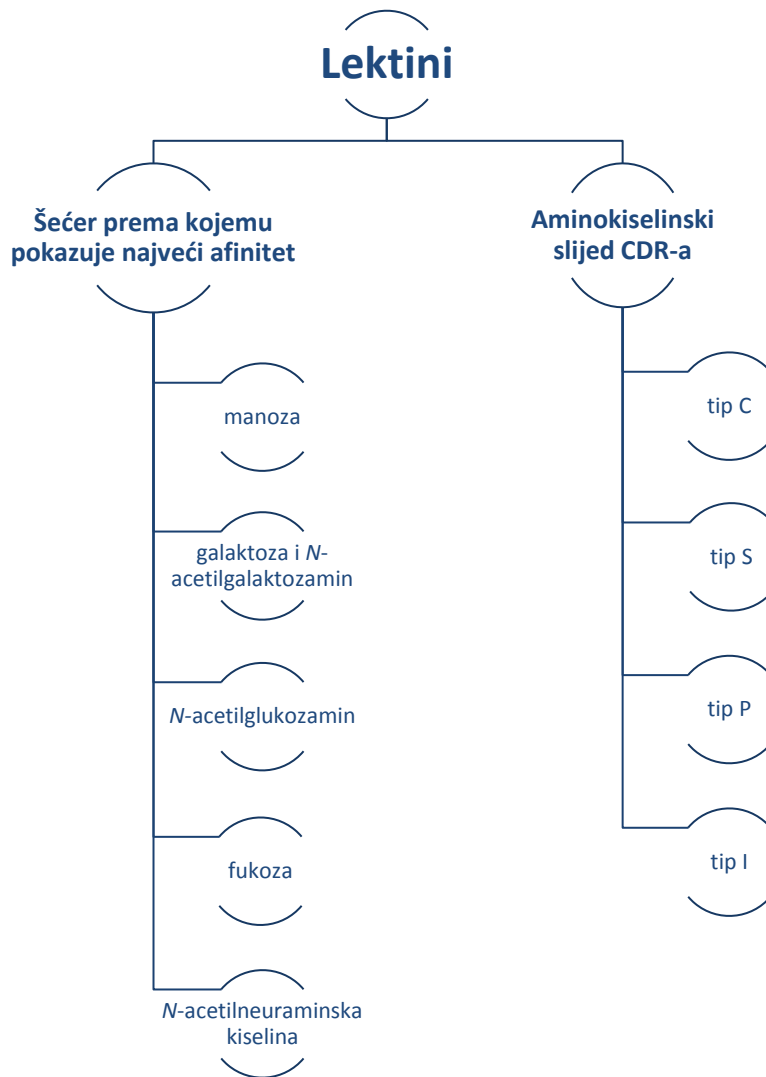 Lektini
Šećer prema kojemu
pokazuje najveći afinitet
manoza
galaktoza i N-
acetilgalaktozamin
N-acetilglukozamin
fukoza
N-acetilneuraminska
kiselina
Aminokiselinski
slijed CDR-a
tip C
tip S
tip P
tip I